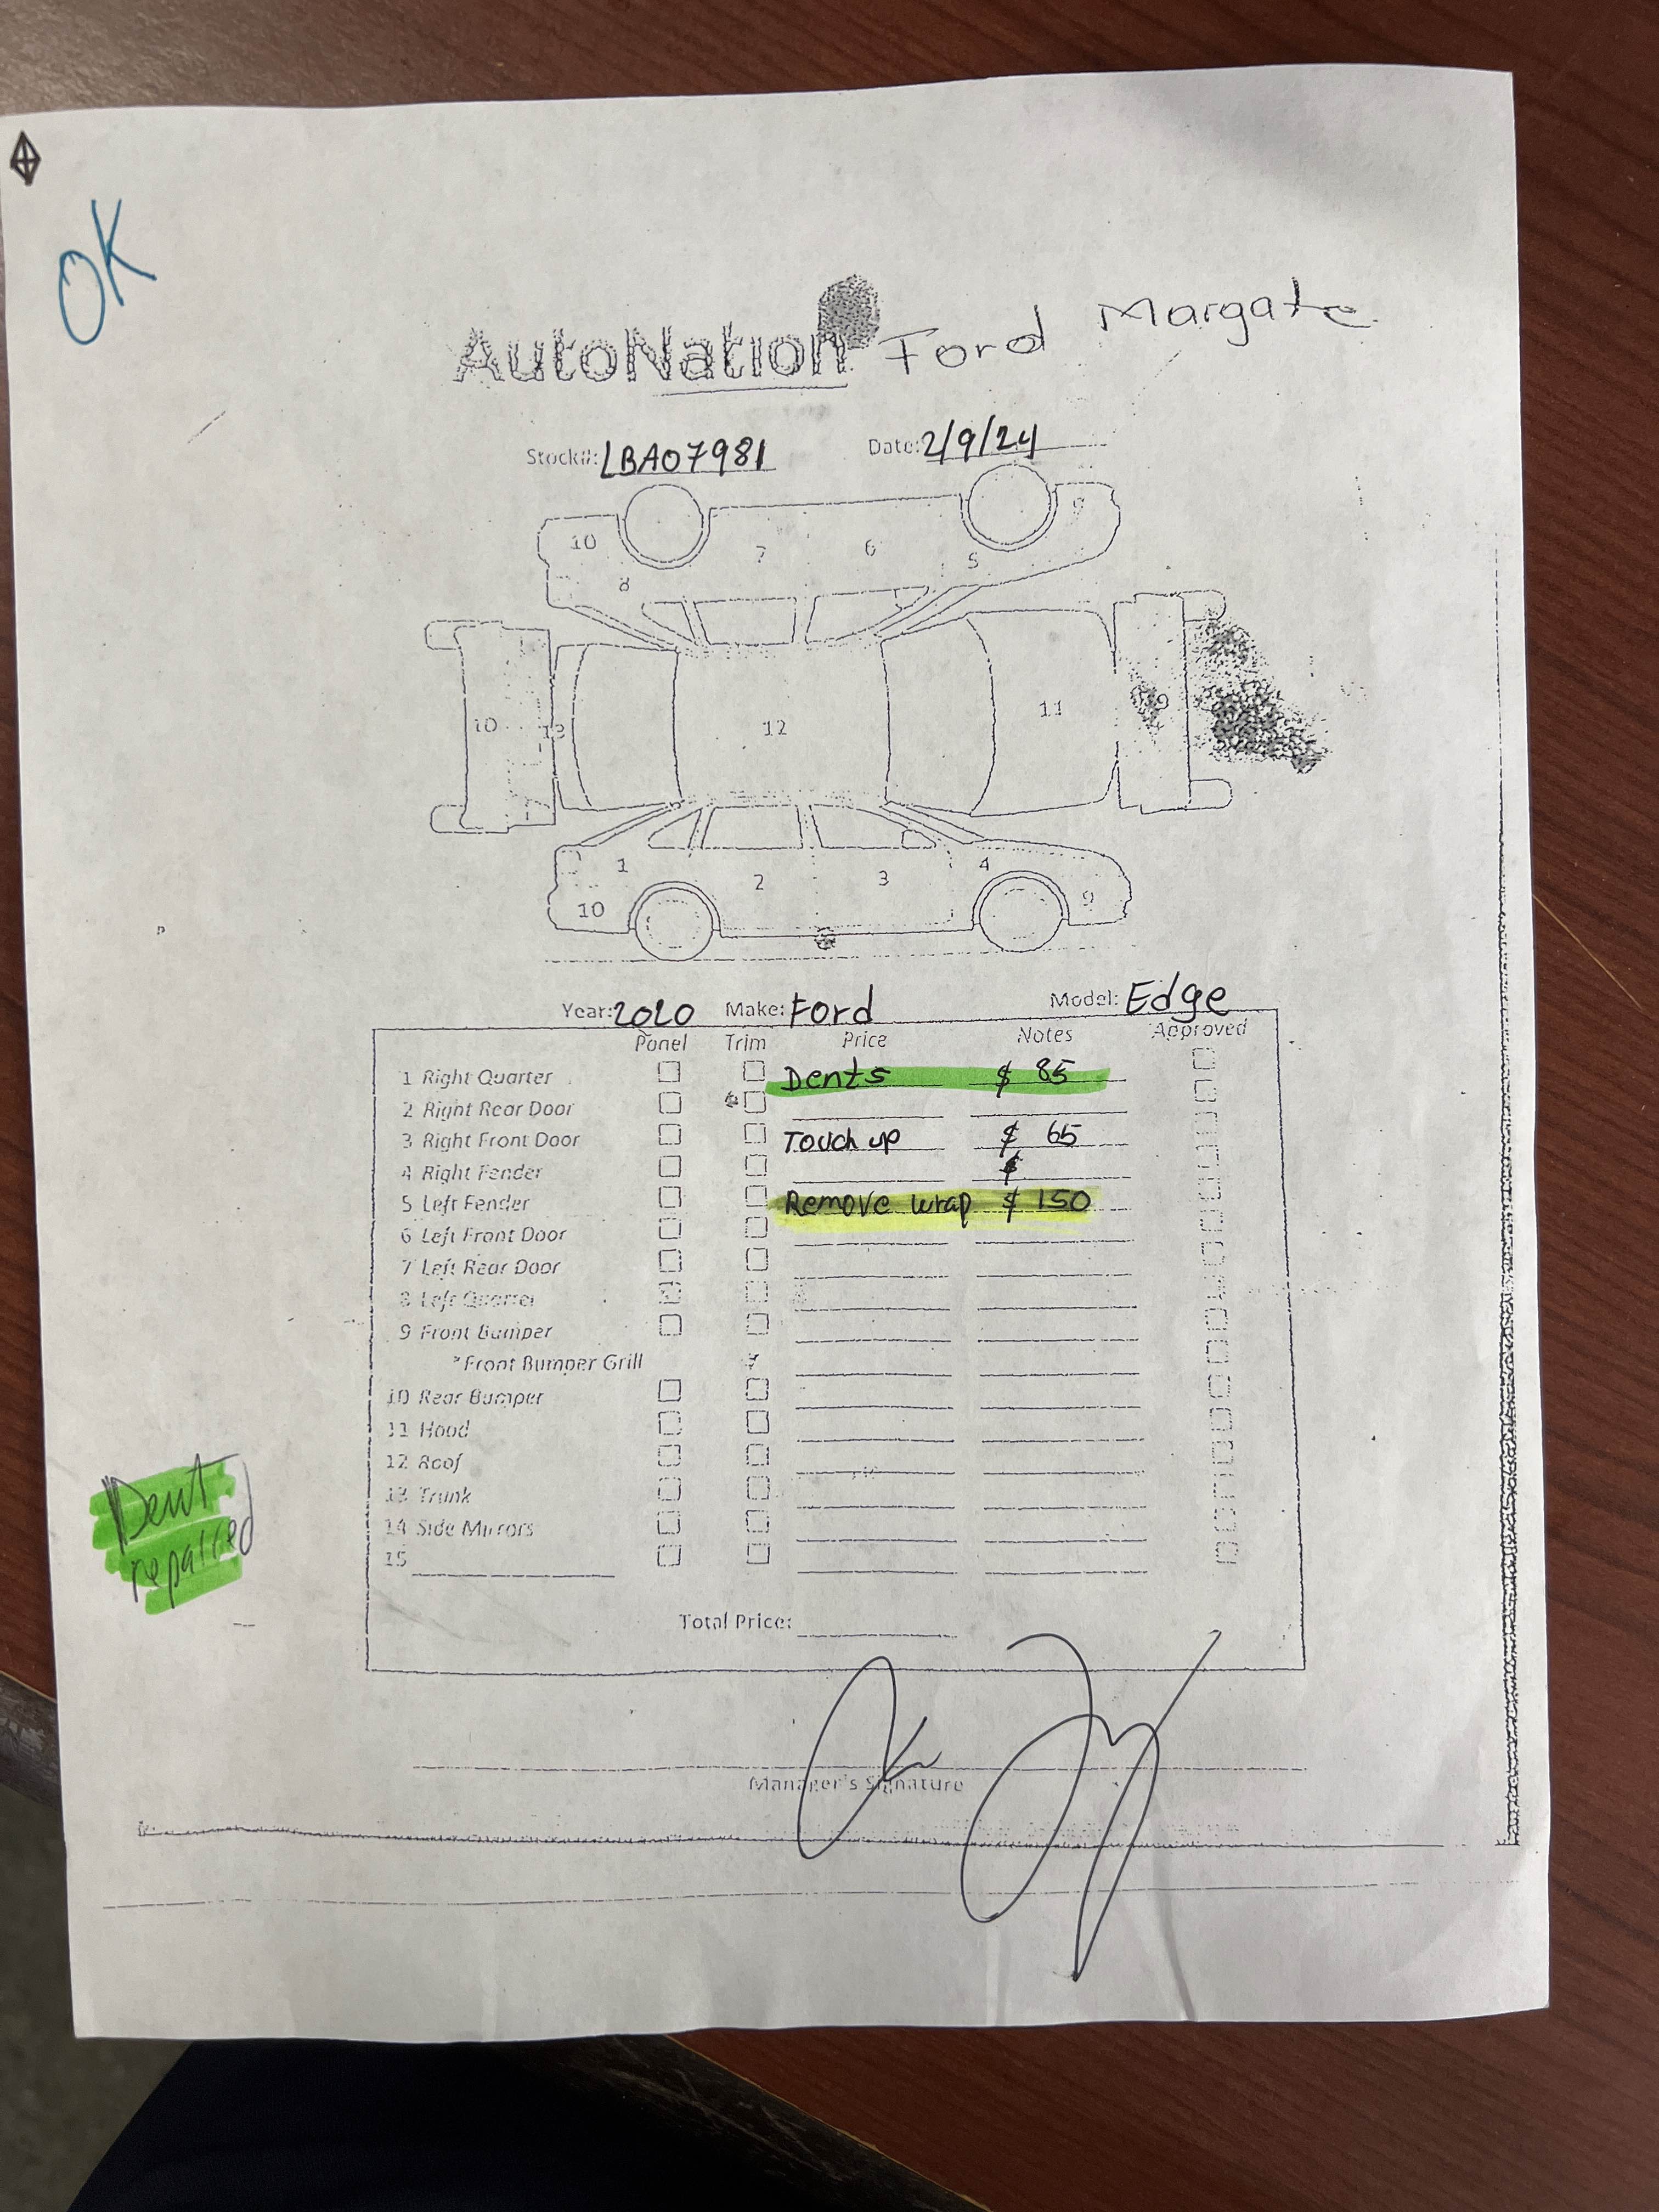 OK
AutoNation Ford Margate
Stock#: LBA07981 Date: 2/9/24
10 7 6 5 9
8
10 13 12 11 9
1 2 3 4
10 9
Year: 2020 Make: Ford Model: Edge
Panel Trim Price Notes Approved
1 Right Quarter Dents $ 85
2 Right Rear Door
3 Right Front Door Touch up $ 65
4 Right Fender $
5 Left Fender Remove wrap $ 150
6 Left Front Door
7 Left Rear Door
8 Left Quarter
9 Front Bumper
*Front Bumper Grill
10 Rear Bumper
11 Hood
12 Roof
13 Trunk
14 Side Mirrors
15
Dent
repaired
Total Price:
Manager's Signature